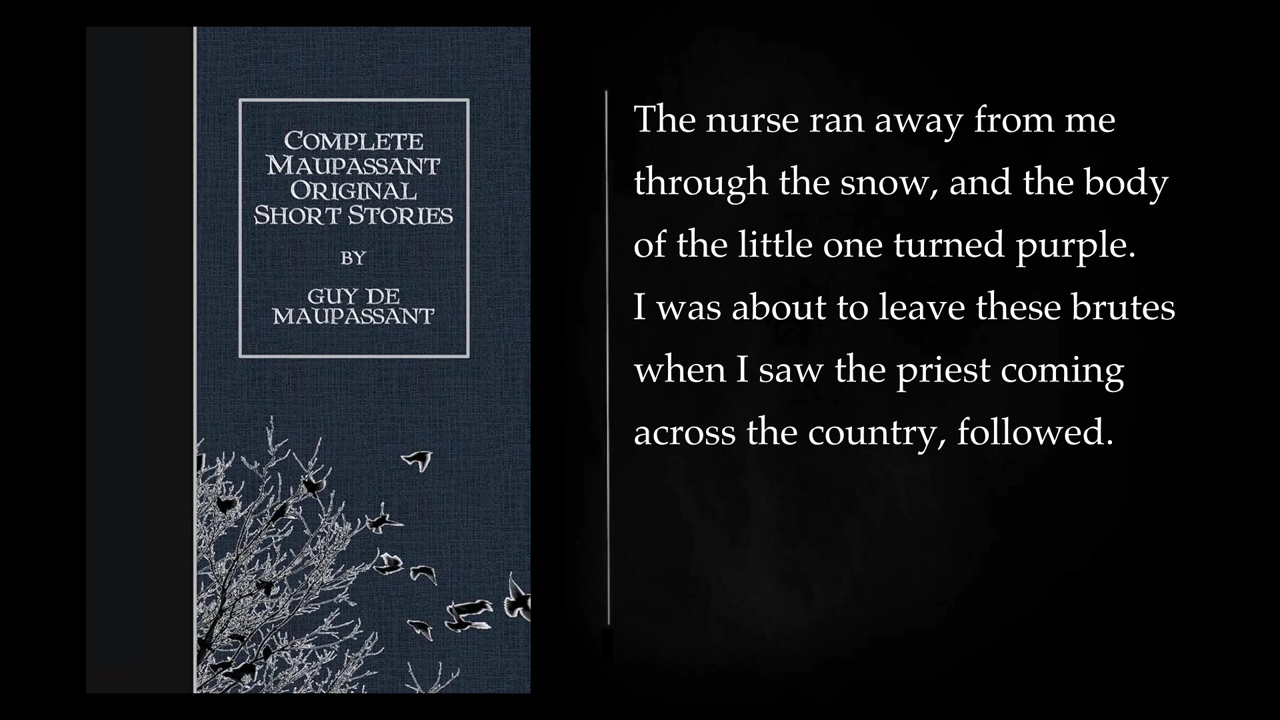 COMPLETE
MAUPASSANT
ORIGINAL
SHORT STORIES
BY
GUY DE
MAUPASSANT
The nurse ran away from me
through the snow, and the body
of the little one turned purple.
I was about to leave these brutes
when I saw the priest coming
across the country, followed.